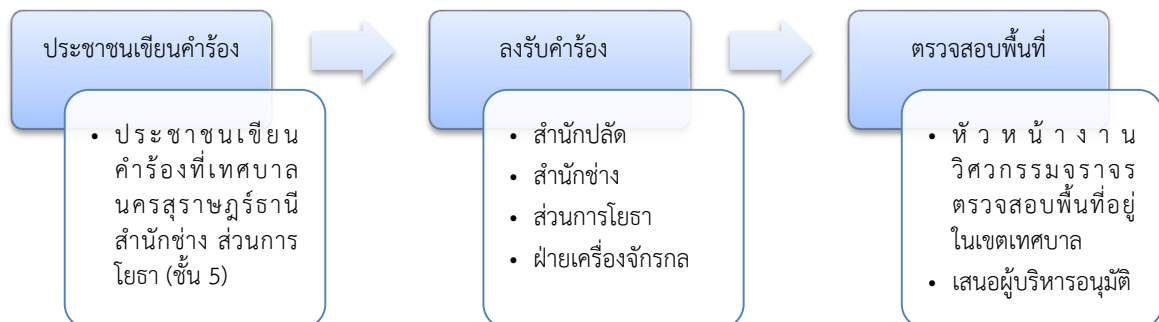 ประชาชนเขียนคำร้อง
• ประชาชนเขียน
คำร้องที่เทศบาล
นครสุราษฎร์ธานี
สำนักช่าง ส่วนการ
โยธา (ชั้น 5)
ลงรับคำร้อง
• สำนักปลัด
• สำนักช่าง
• ส่วนการโยธา
• ฝ่ายเครื่องจักรกล
ตรวจสอบพื้นที่
• หัวหน้างาน
วิศวกรรมจราจร
ตรวจสอบพื้นที่อยู่
ในเขตเทศบาล
• เสนอผู้บริหารอนุมัติ